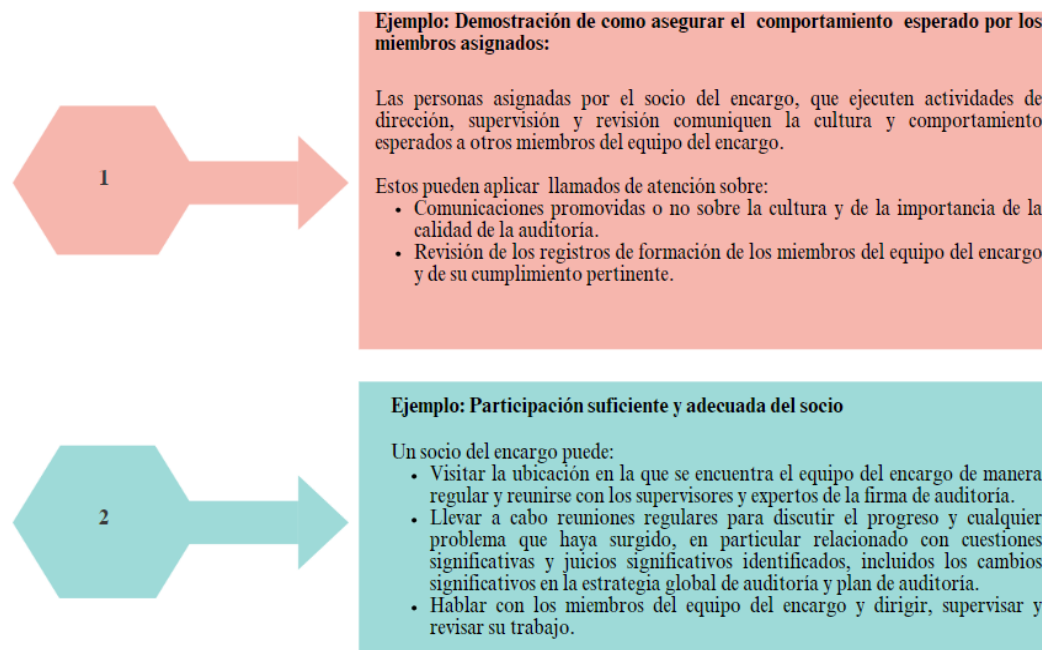 1
Ejemplo: Demostración de como asegurar el comportamiento esperado por los
miembros asignados:
Las personas asignadas por el socio del encargo, que ejecuten actividades de
dirección, supervisión y revisión comuniquen la cultura y comportamiento
esperados a otros miembros del equipo del encargo.
Estos pueden aplicar llamados de atención sobre:
• Comunicaciones promovidas o no sobre la cultura y de la importancia de la
calidad de la auditoría.
• Revisión de los registros de formación de los miembros del equipo del encargo
y de su cumplimiento pertinente.
2
Ejemplo: Participación suficiente y adecuada del socio
Un socio del encargo puede:
• Visitar la ubicación en la que se encuentra el equipo del encargo de manera
regular y reunirse con los supervisores y expertos de la firma de auditoría.
• Llevar a cabo reuniones regulares para discutir el progreso y cualquier
problema que haya surgido, en particular relacionado con cuestiones
significativas y juicios significativos identificados, incluidos los cambios
significativos en la estrategia global de auditoría y plan de auditoría.
• Hablar con los miembros del equipo del encargo y dirigir, supervisar y
revisar su trabajo.